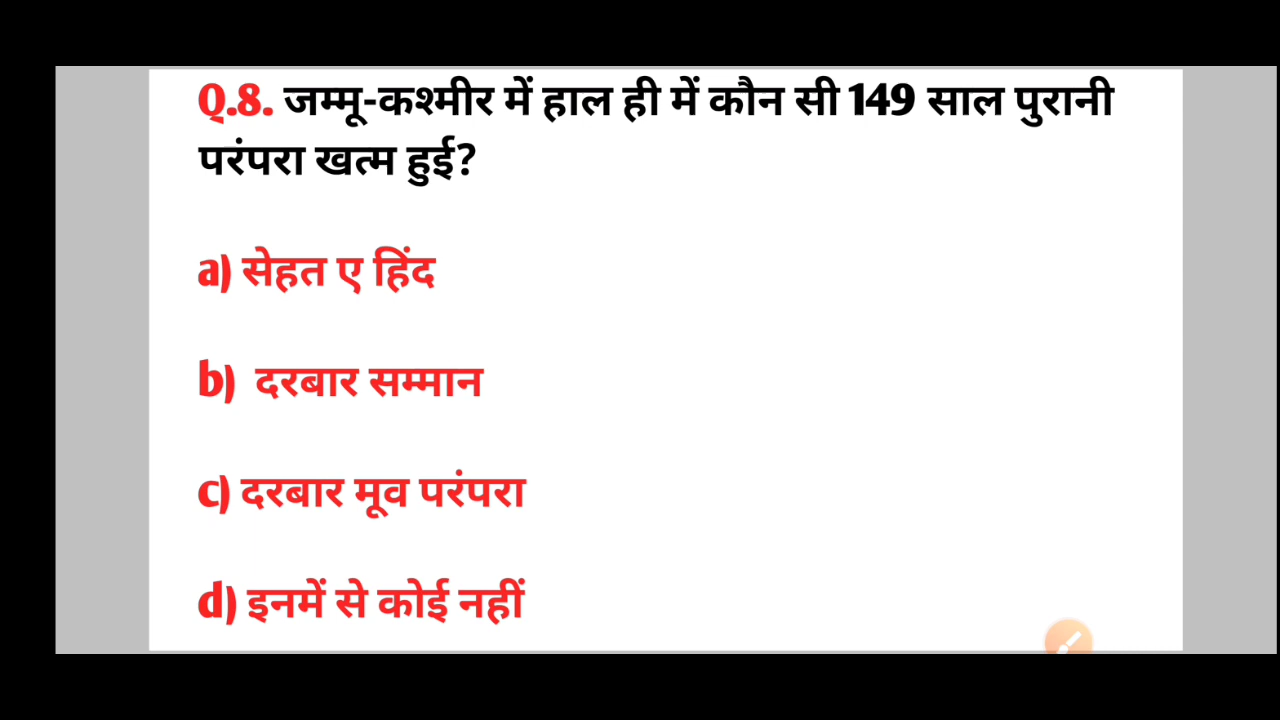 Q.8. जम्मू-कश्मीर में हाल ही में कौन सी 149 साल पुरानी
परंपरा खत्म हुई?
a) सेहत ए हिंद
b) दरबार सम्मान
c) दरबार मूव परंपरा
d) इनमें से कोई नहीं